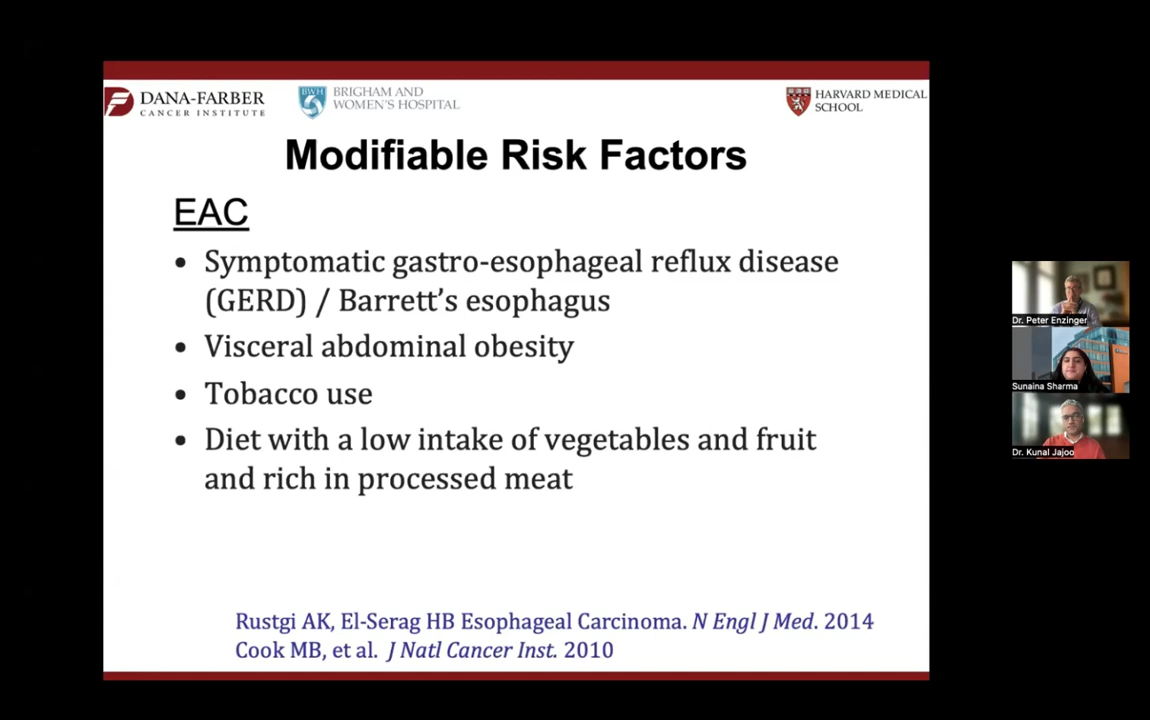 DANA-FARBER
CANCER INSTITUTE
BWH
BRIGHAM AND
WOMEN'S HOSPITAL
HARVARD MEDICAL
SCHOOL
Modifiable Risk Factors
EAC
• Symptomatic gastro-esophageal reflux disease
(GERD) / Barrett's esophagus
• Visceral abdominal obesity
• Tobacco use
• Diet with a low intake of vegetables and fruit
and rich in processed meat
Rustgi AK, El-Serag HB Esophageal Carcinoma. N Engl J Med. 2014
Cook MB, et al. J Natl Cancer Inst. 2010
Dr. Peter Enzinger
Sunaina Sharma
Dr. Kunal Jajoo